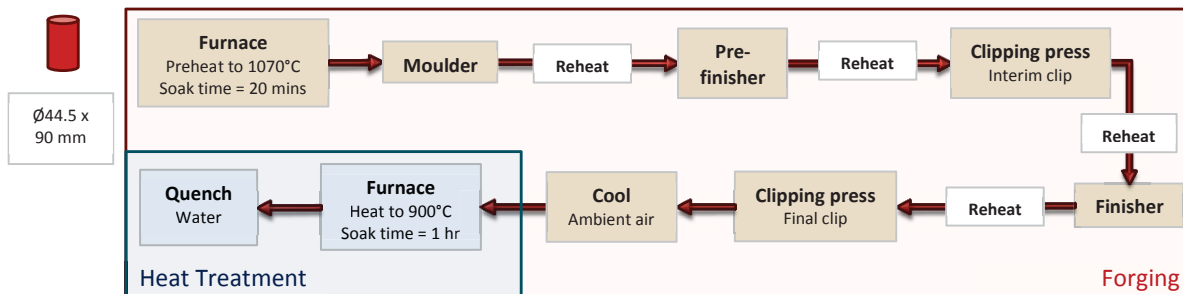 Ø44.5 x
90 mm
Furnace
Preheat to 1070°C
Soak time = 20 mins
Moulder
Reheat
Pre-
finisher
Reheat
Clipping press
Interim clip
Reheat
Finisher
Reheat
Clipping press
Final clip
Cool
Ambient air
Furnace
Heat to 900°C
Soak time = 1 hr
Quench
Water
Heat Treatment
Forging